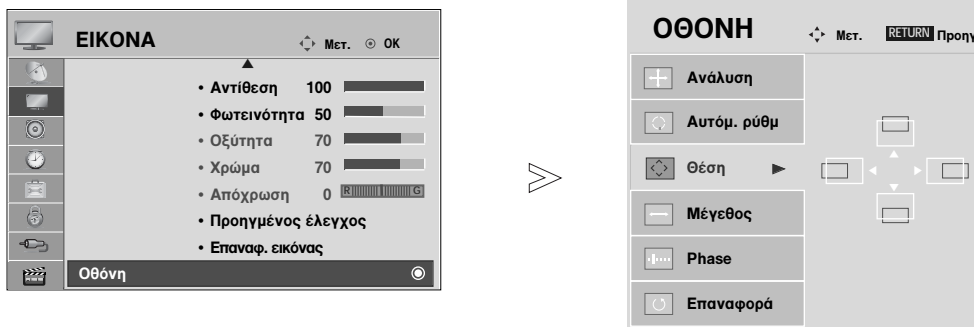 ΕΙΚΟΝΑ Μετ. OK
• Αντίθεση 100
• Φωτεινότητα 50
• Οξύτητα 70
• Χρώμα 70
• Απόχρωση 0 R G
• Προηγμένος έλεγχος
• Επαναφ. εικόνας
Οθόνη
ΟΘΟΝΗ Μετ. RETURN Προηγ
Ανάλυση
Αυτόμ. ρύθμ
Θέση
Μέγεθος
Phase
Επαναφορά